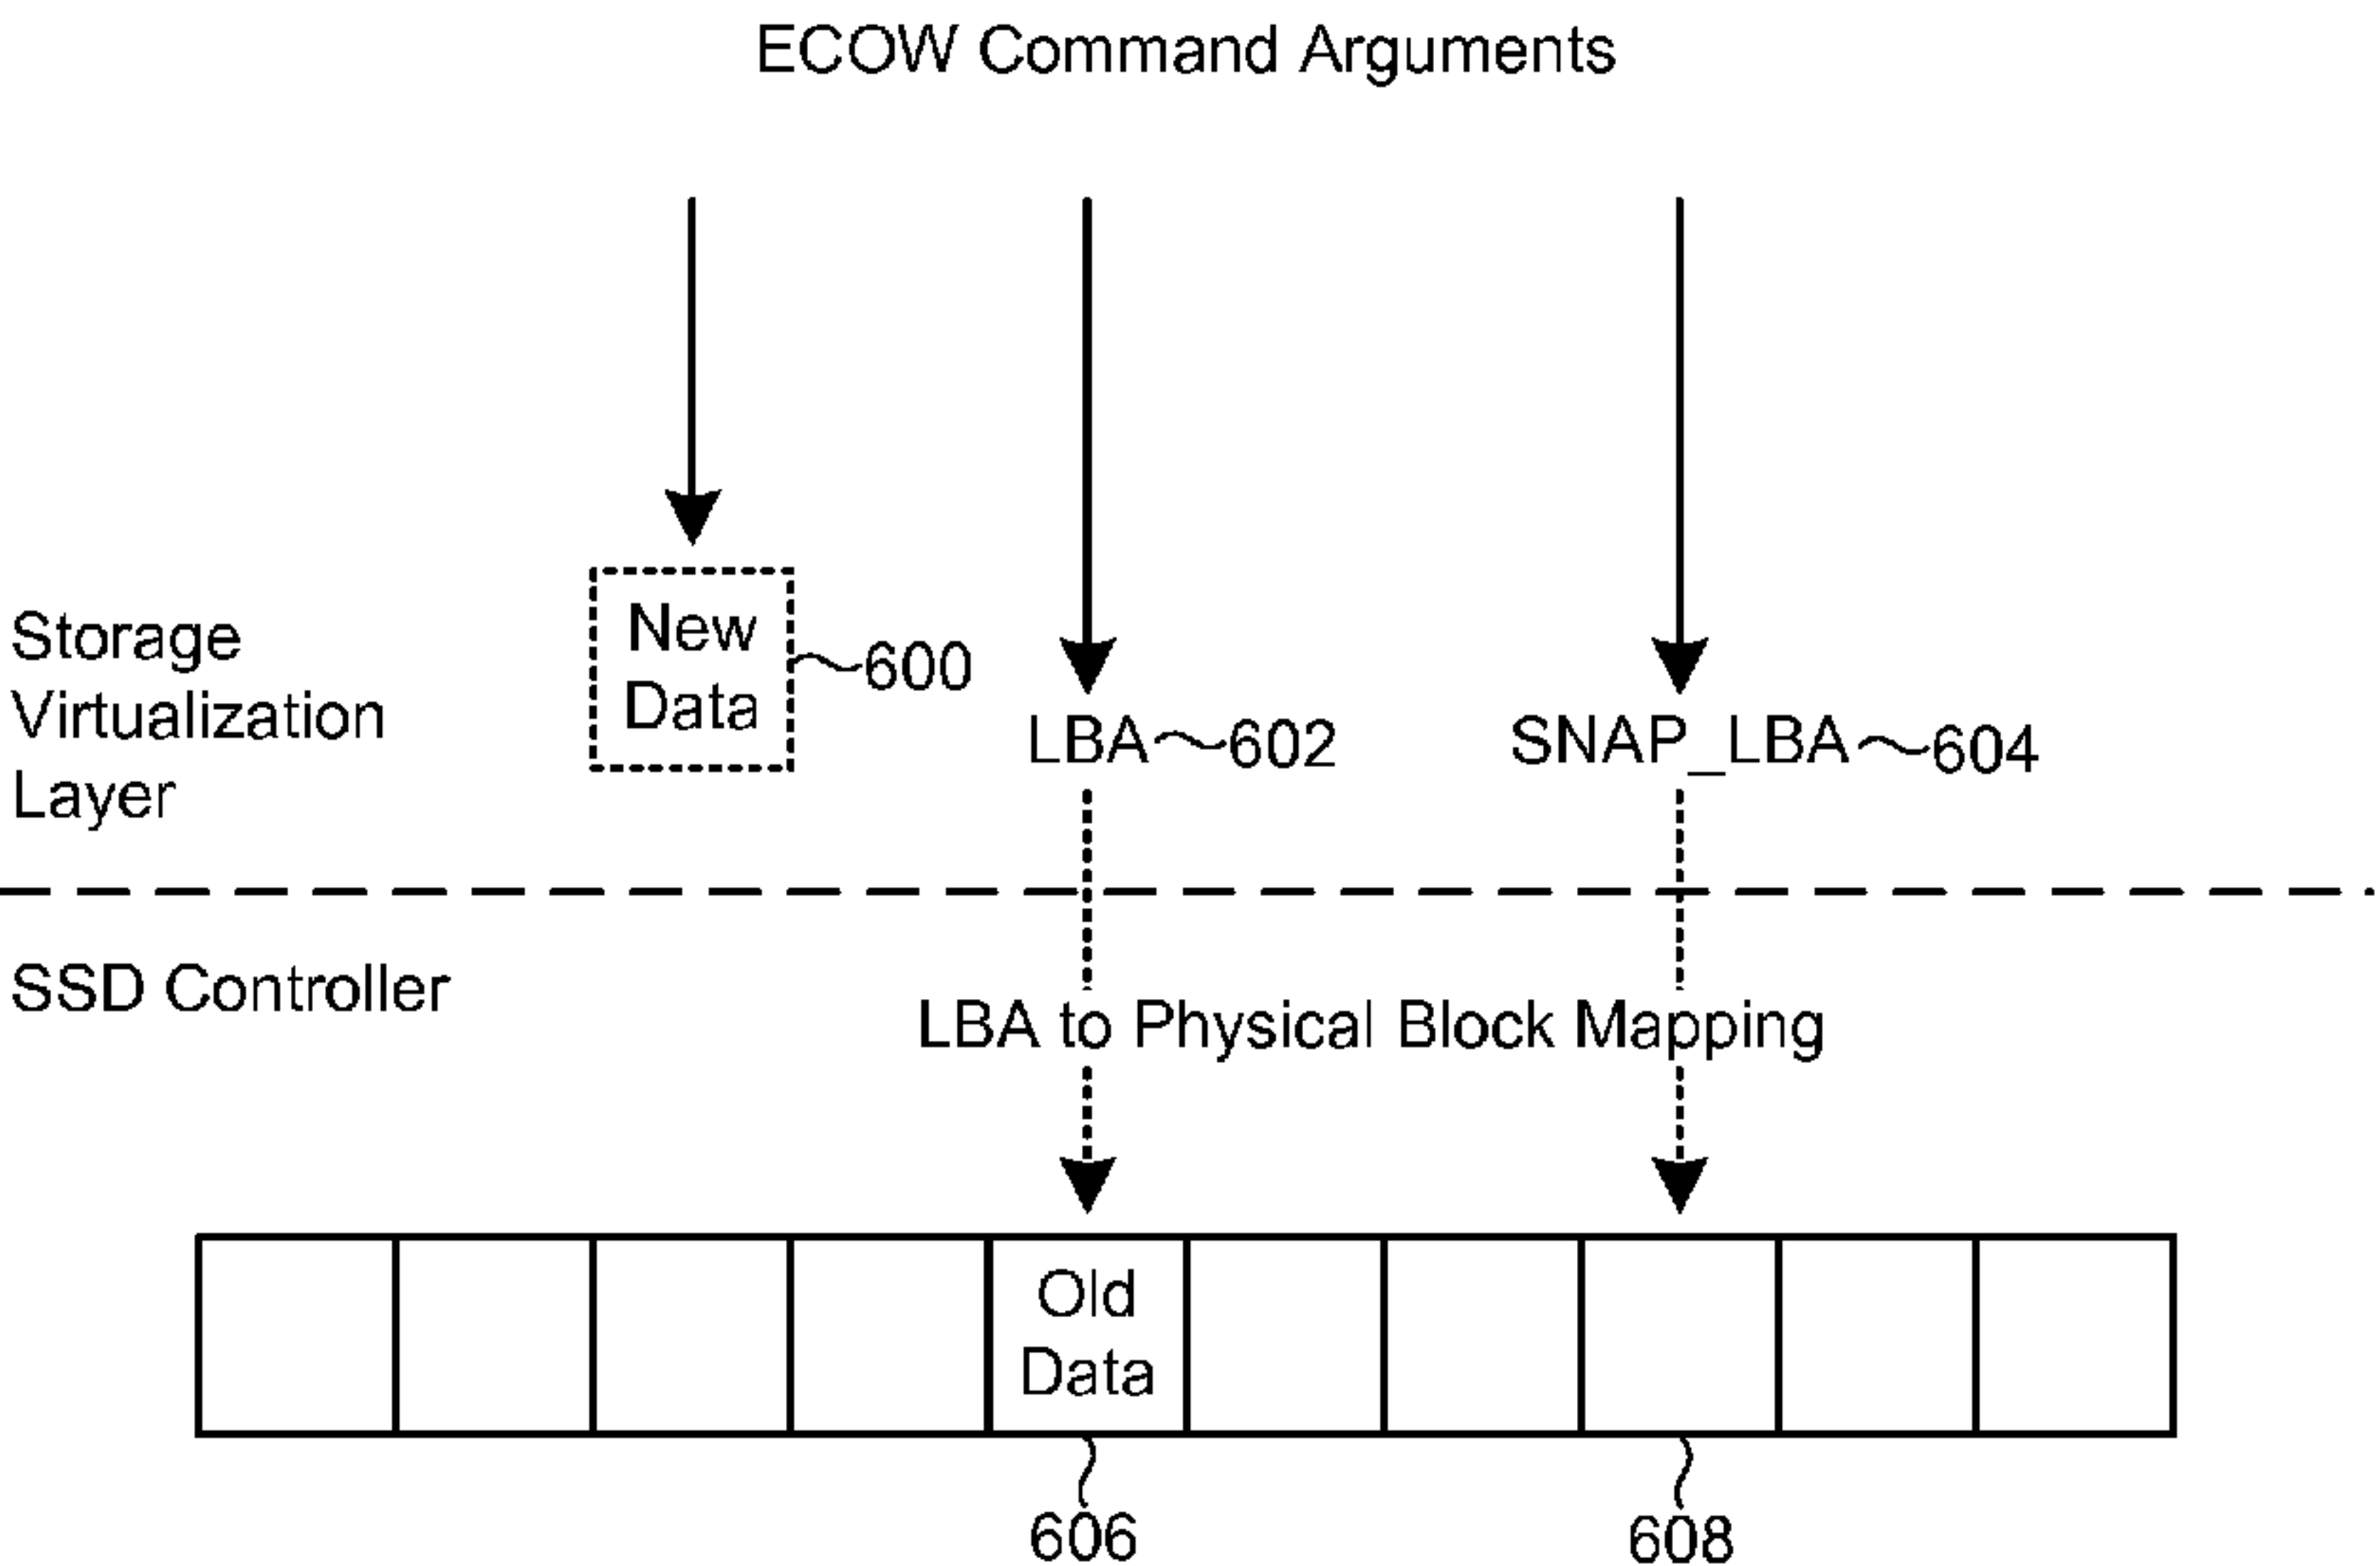 ECOW Command Arguments
New
Data
600
Storage
Virtualization
Layer
LBA 602
SNAP_LBA 604
SSD Controller
LBA to Physical Block Mapping
Old
Data
606
608